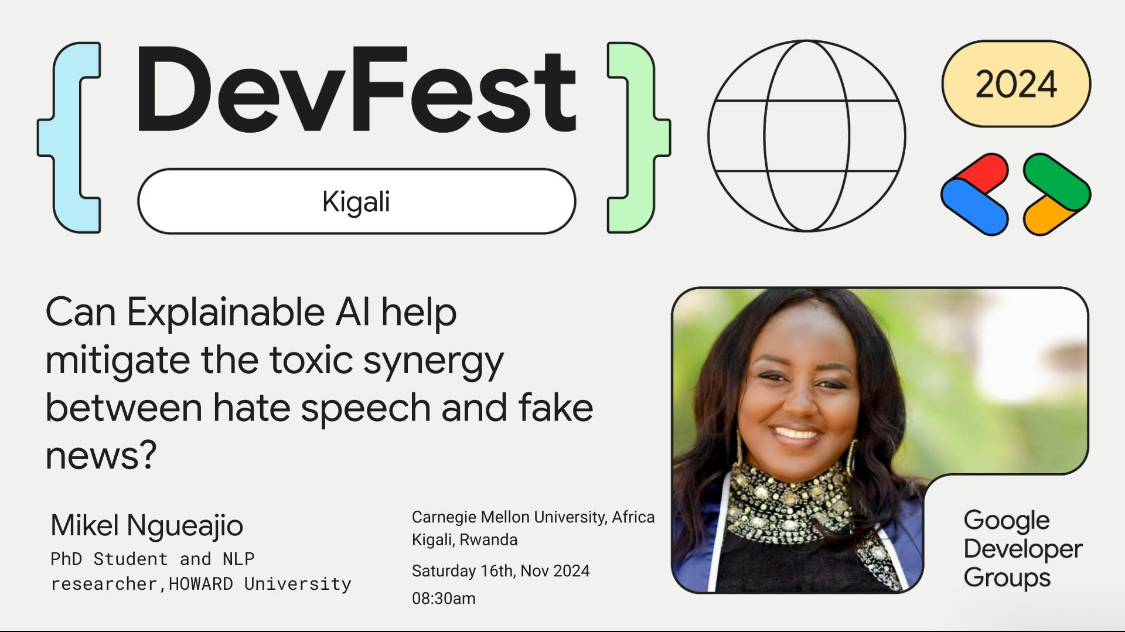 DevFest
Kigali
2024
Can Explainable AI help
mitigate the toxic synergy
between hate speech and fake
news?
Mikel Ngueajio
PhD Student and NLP
researcher,HOWARD University
Carnegie Mellon University, Africa
Kigali, Rwanda
Saturday 16th, Nov 2024
08:30am
Google
Developer
Groups